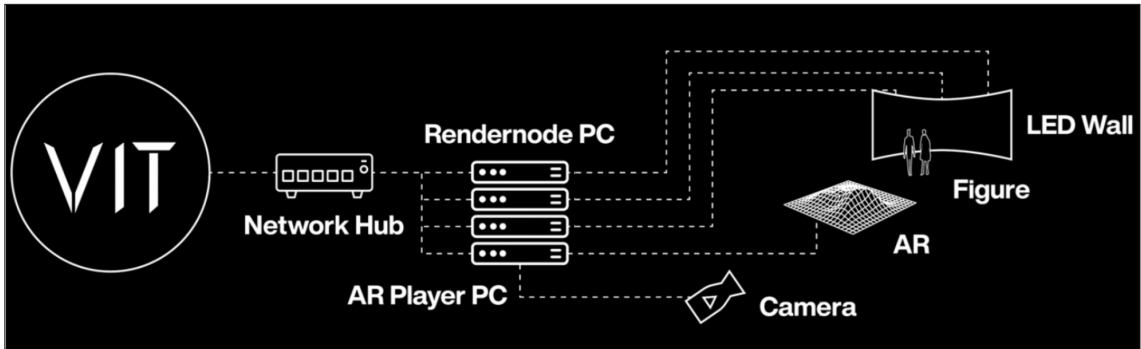 VIT
Network Hub
Rendernode PC
AR Player PC
LED Wall
Figure
AR
Camera